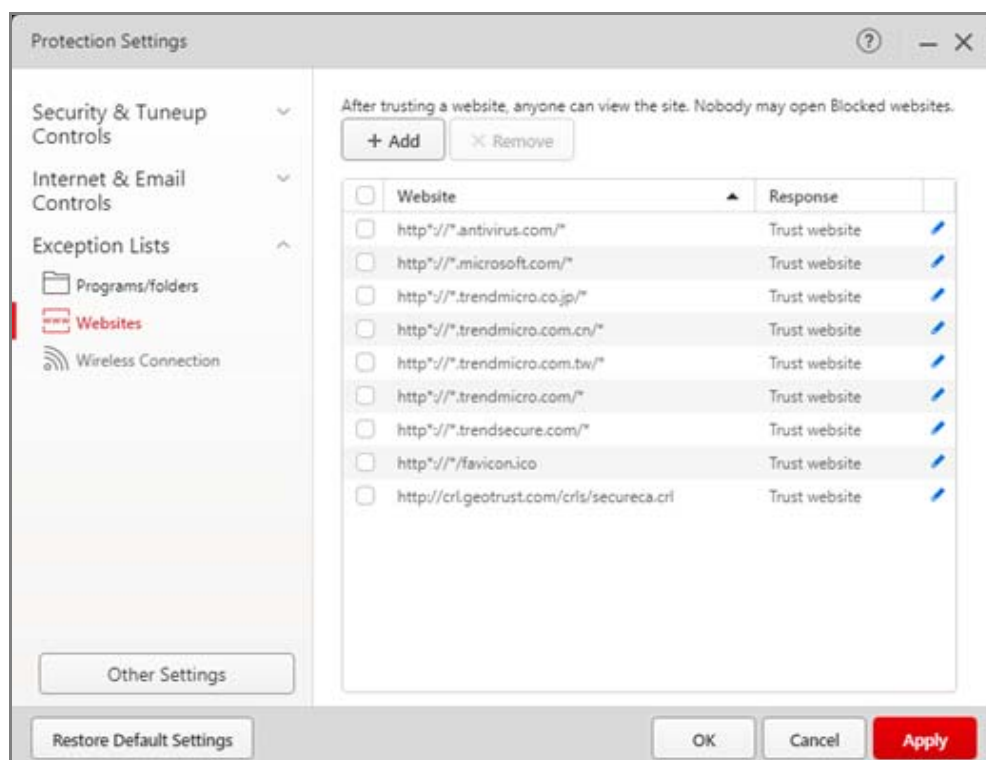 Protection Settings
?
Security & Tuneup
Controls
Internet & Email
Controls
Exception Lists
Programs/folders
www Websites
Wireless Connection
Other Settings
After trusting a website, anyone can view the site. Nobody may open Blocked websites.
+ Add × Remove
Website Response
http*://*.antivirus.com/* Trust website
http*://*.microsoft.com/* Trust website
http*://*.trendmicro.co.jp/* Trust website
http*://*.trendmicro.com.cn/* Trust website
http*://*.trendmicro.com.tw/* Trust website
http*://*.trendmicro.com/* Trust website
http*://*.trendsecure.com/* Trust website
http*://*/favicon.ico Trust website
http://crl.geotrust.com/crls/secureca.crl Trust website
Restore Default Settings OK Cancel Apply